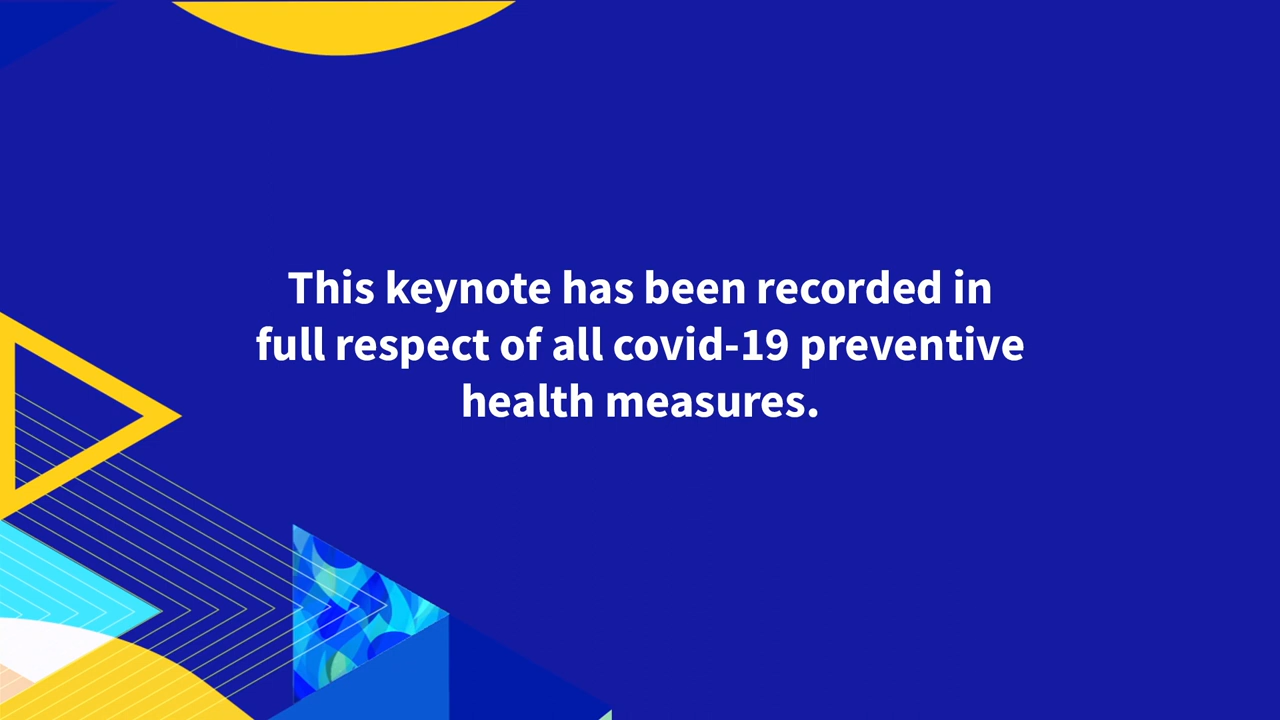 This keynote has been recorded in
full respect of all covid-19 preventive
health measures.